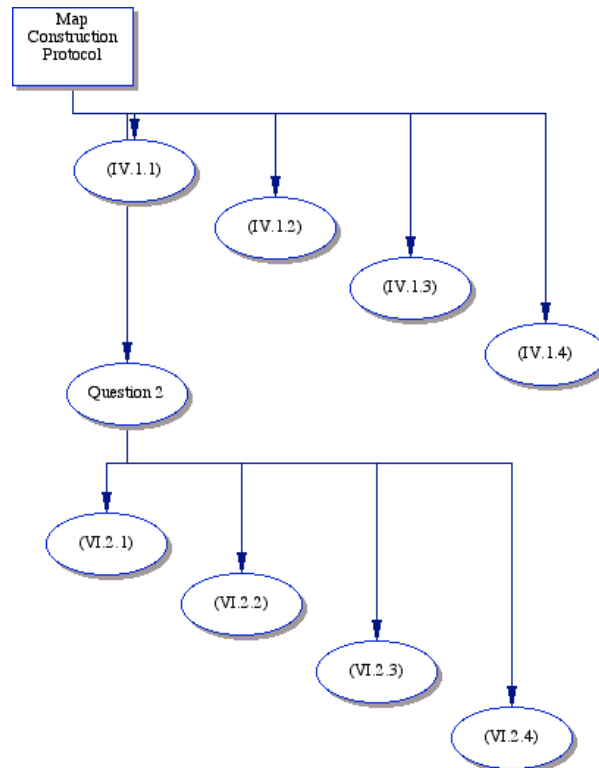 Map
Construction
Protocol
(IV.1.1)
(IV.1.2)
(IV.1.3)
(IV.1.4)
Question 2
(VI.2.1)
(VI.2.2)
(VI.2.3)
(VI.2.4)